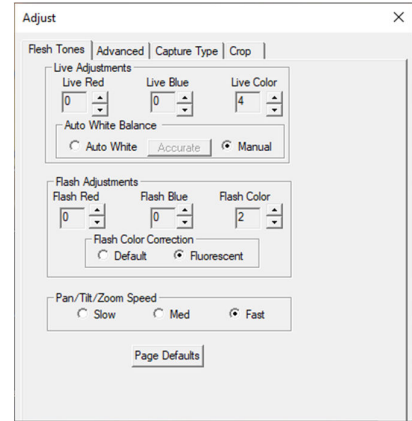 Adjust
Flesh Tones Advanced Capture Type Crop
Live Adjustments
Live Red Live Blue Live Color
0 0 4
Auto White Balance
Auto White Accurate Manual
Flash Adjustments
Flash Red Flash Blue Flash Color
0 0 2
Flash Color Correction
Default Fluorescent
Pan/Tilt/Zoom Speed
Slow Med Fast
Page Defaults